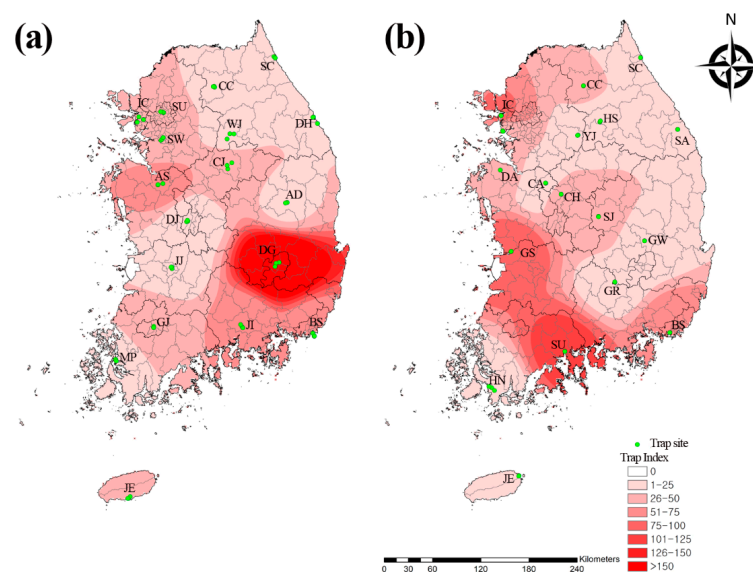 (a)
SC
CC
IC
SU
WJ
DH
SW
CJ
AS
AD
DJ
DG
JJ
GJ
JI
BS
MP
JE
(b)
N
SC
CC
IC
HS
YJ
SA
DA
CA
CH
SJ
GW
GS
GR
BS
SU
HN
JE
Trap site
Trap Index
0
1-25
26-50
51-75
75-100
101-125
126-150
>150
Kilometers
0 15 30 60 120 180 240